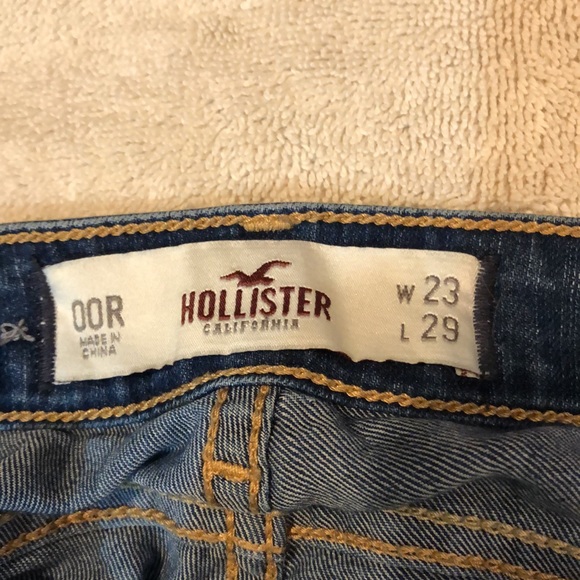 00R
MADE IN
CHINA
HOLLISTER
CALIFORNIA
W 23
L 29